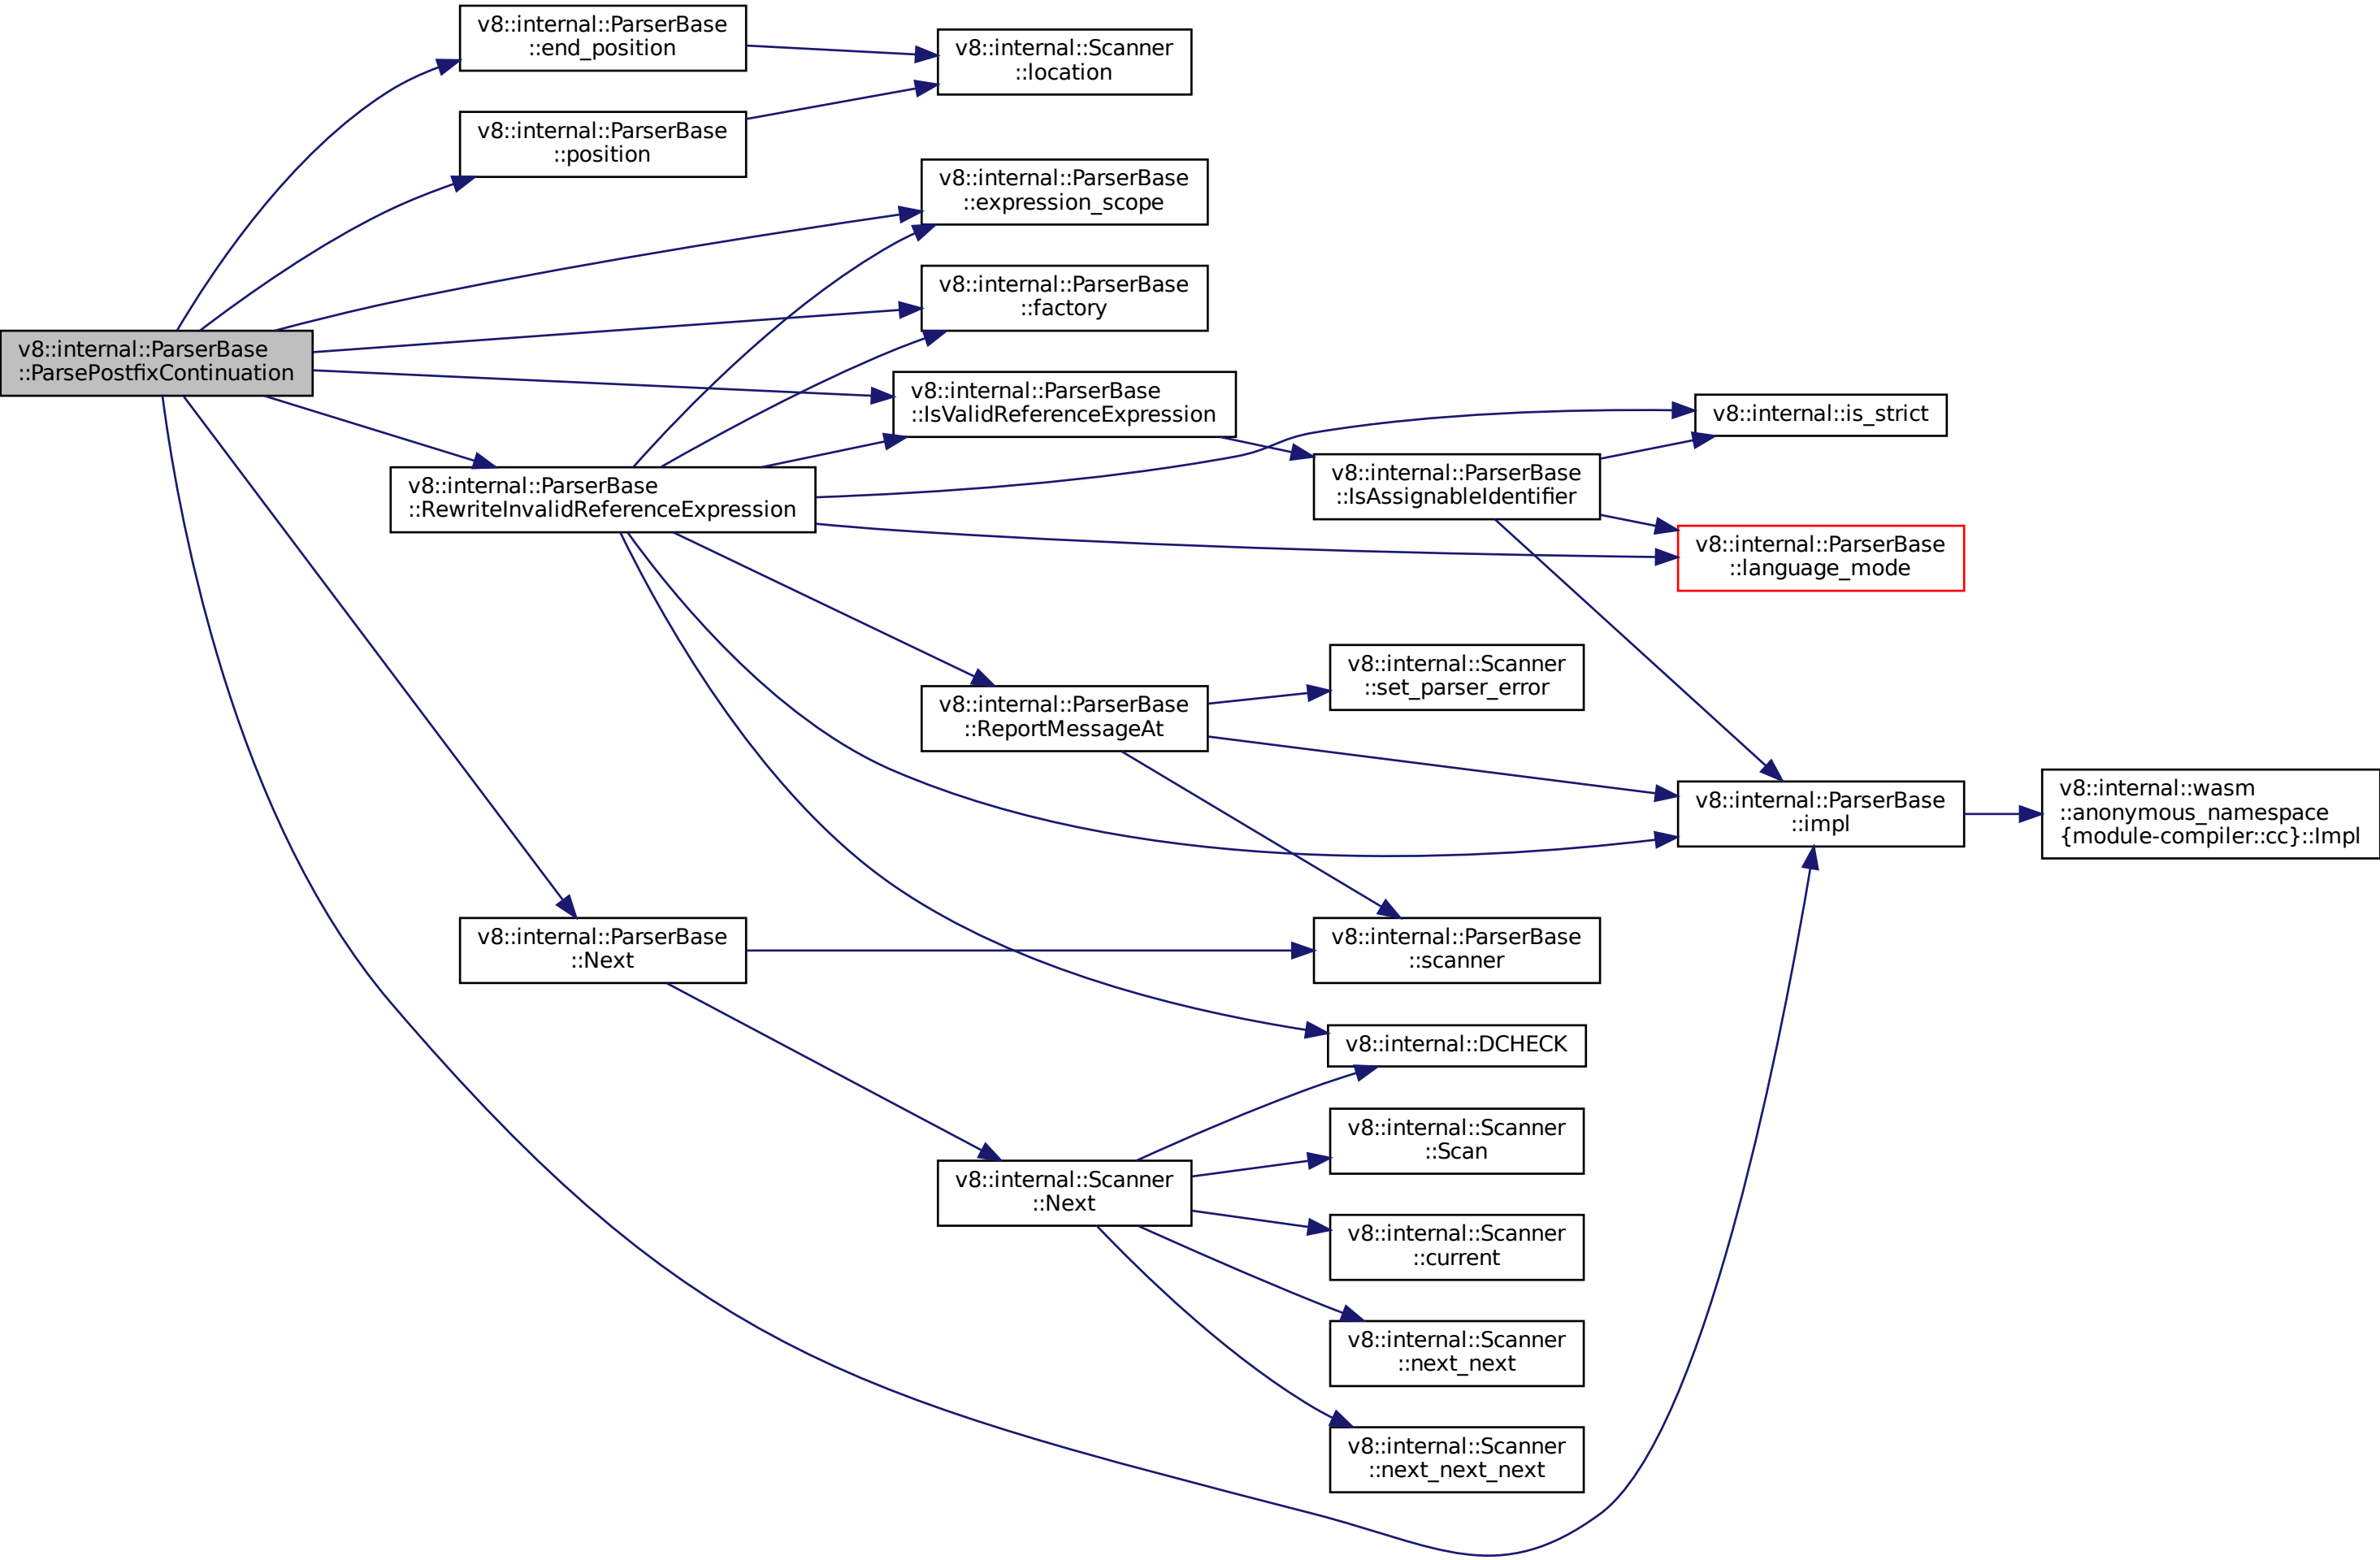 v8::internal::ParserBase
::ParsePostfixContinuation
v8::internal::ParserBase
::end_position
v8::internal::ParserBase
::position
v8::internal::Scanner
::location
v8::internal::ParserBase
::expression_scope
v8::internal::ParserBase
::factory
v8::internal::ParserBase
::IsValidReferenceExpression
v8::internal::ParserBase
::RewriteInvalidReferenceExpression
v8::internal::is_strict
v8::internal::ParserBase
::IsAssignableIdentifier
v8::internal::ParserBase
::language_mode
v8::internal::Scanner
::set_parser_error
v8::internal::ParserBase
::ReportMessageAt
v8::internal::ParserBase
::impl
v8::internal::wasm
::anonymous_namespace
{module-compiler::cc}::Impl
v8::internal::ParserBase
::Next
v8::internal::ParserBase
::scanner
v8::internal::DCHECK
v8::internal::Scanner
::Scan
v8::internal::Scanner
::Next
v8::internal::Scanner
::current
v8::internal::Scanner
::next_next
v8::internal::Scanner
::next_next_next